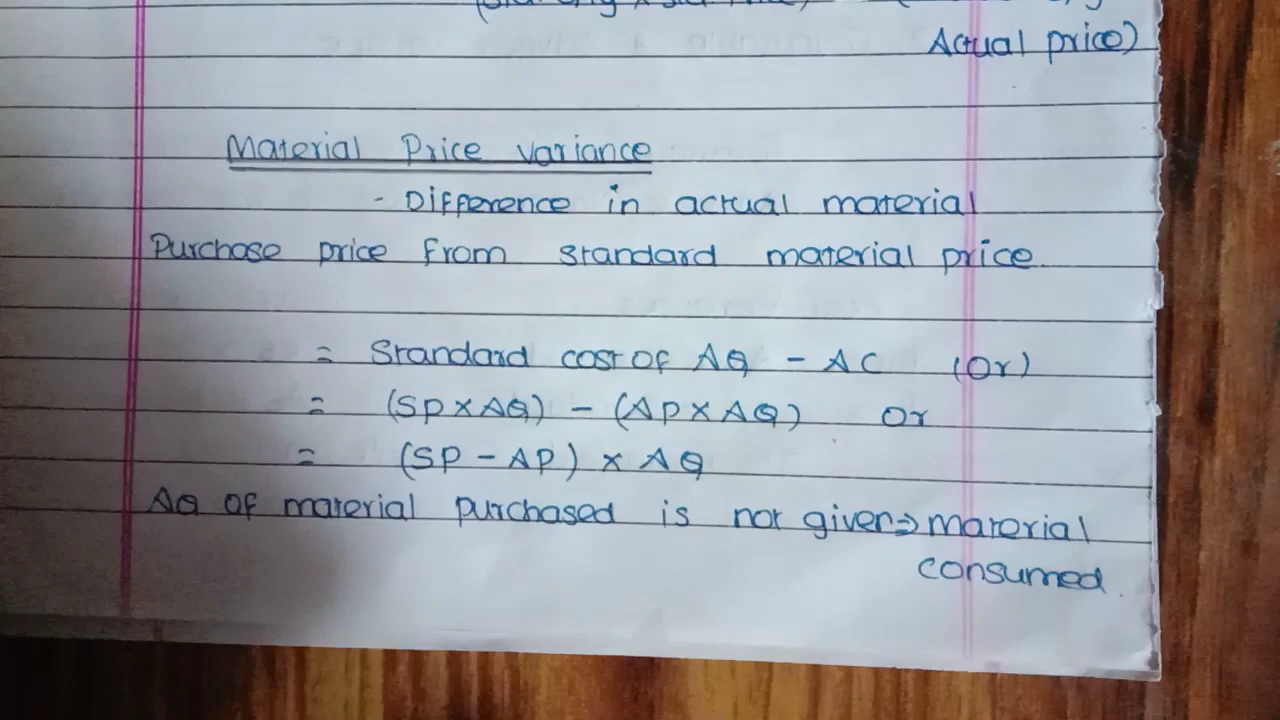 Actual price)
Material Price variance
- Difference in actual material
Purchase price from standard material price.
= Standard cost of AQ - AC (Or)
= (SP X AQ) - (AP X AQ) Or
= (SP - AP) x AQ
AQ of material purchased is not given => material
consumed.